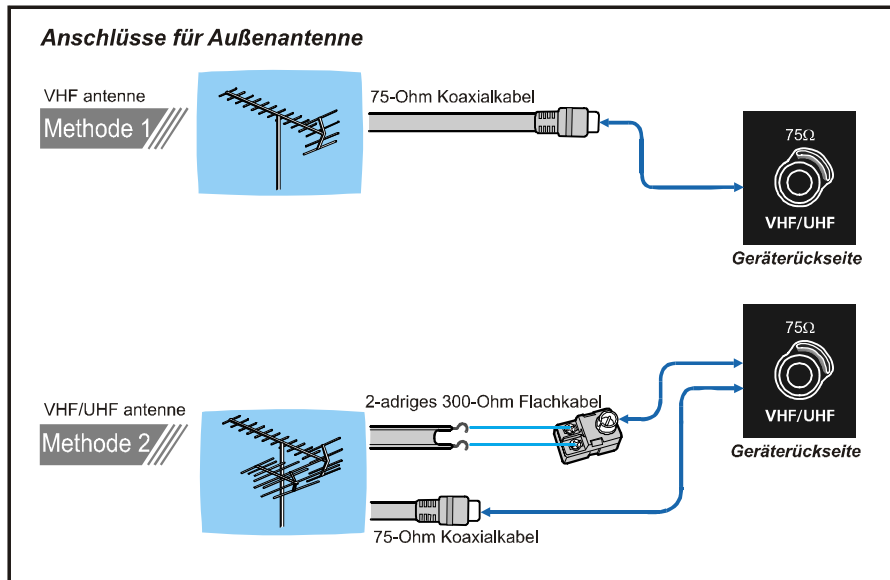 Anschlüsse für Außenantenne
VHF antenne
Methode 1
75-Ohm Koaxialkabel
75Ω
VHF/UHF
Geräterückseite
VHF/UHF antenne
Methode 2
2-adriges 300-Ohm Flachkabel
75-Ohm Koaxialkabel
75Ω
VHF/UHF
Geräterückseite